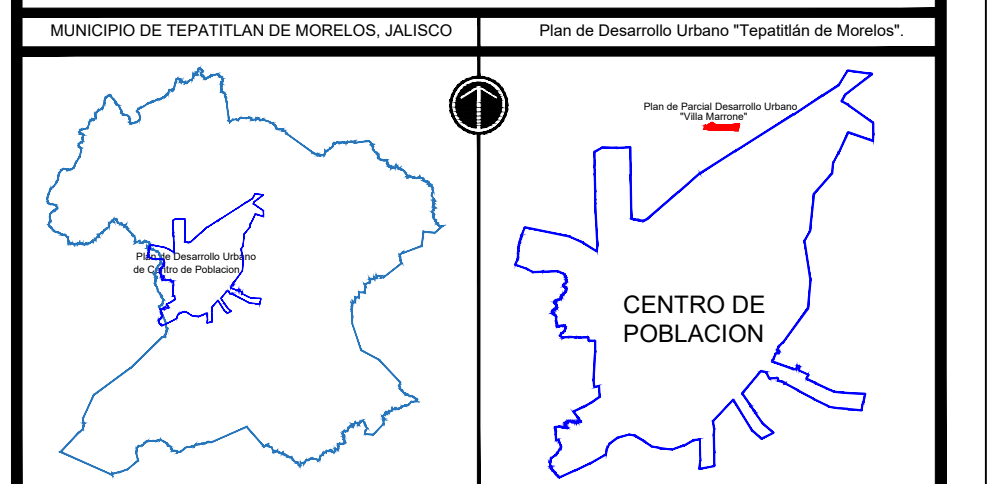 MUNICIPIO DE TEPATITLAN DE MORELOS, JALISCO
Plan de Desarrollo Urbano "Tepatitlán de Morelos".
Plan de Parcial Desarrollo Urbano
"Villa Marrone"
Plan de Desarrollo Urbano
de Centro de Poblacion
CENTRO DE
POBLACION